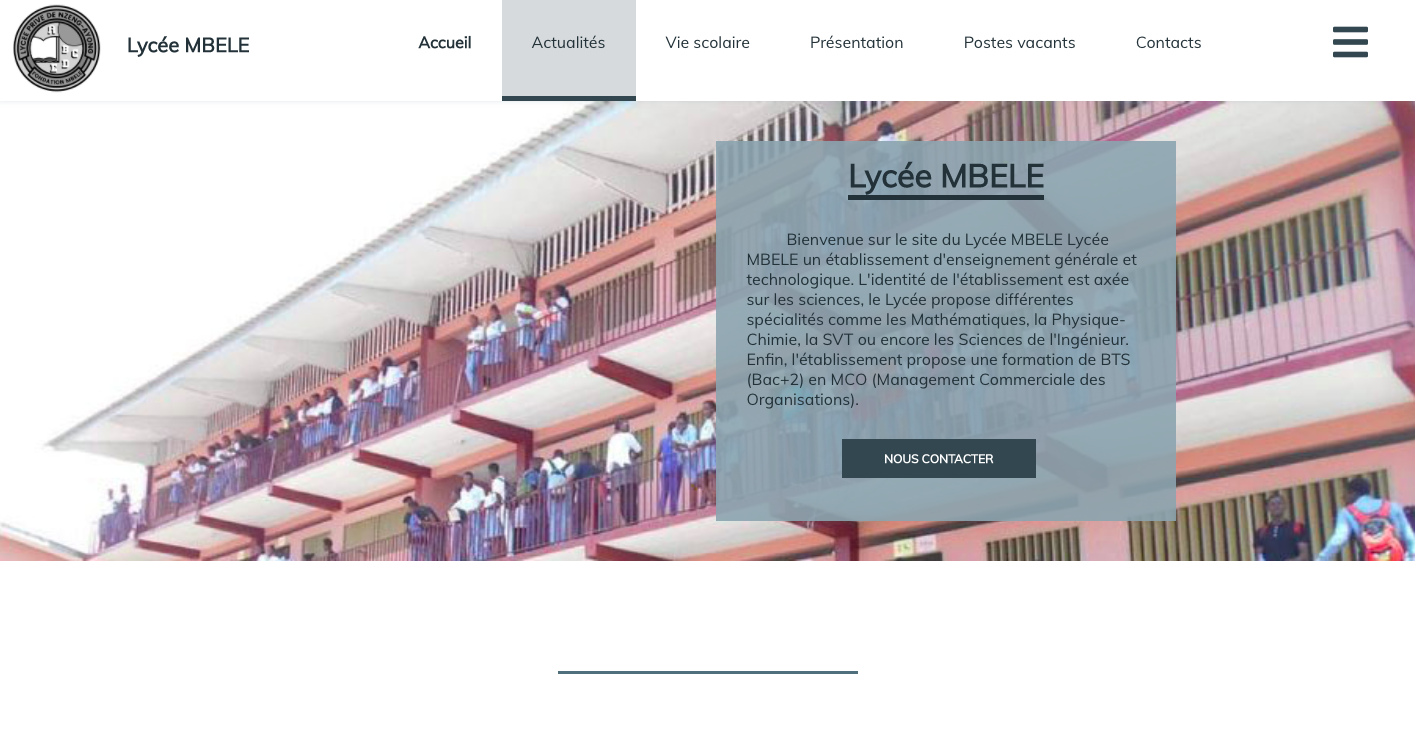 LYCEE PRIVE DE NZENG-AYONG
A
B C
E D
FONDATION MBELE
Lycée MBELE
Accueil
Actualités
Vie scolaire
Présentation
Postes vacants
Contacts
Lycée MBELE
Bienvenue sur le site du Lycée MBELE Lycée
MBELE un établissement d'enseignement générale et
technologique. L'identité de l'établissement est axée
sur les sciences, le Lycée propose différentes
spécialités comme les Mathématiques, la Physique-
Chimie, la SVT ou encore les Sciences de l'Ingénieur.
Enfin, l'établissement propose une formation de BTS
(Bac+2) en MCO (Management Commerciale des
Organisations).
NOUS CONTACTER